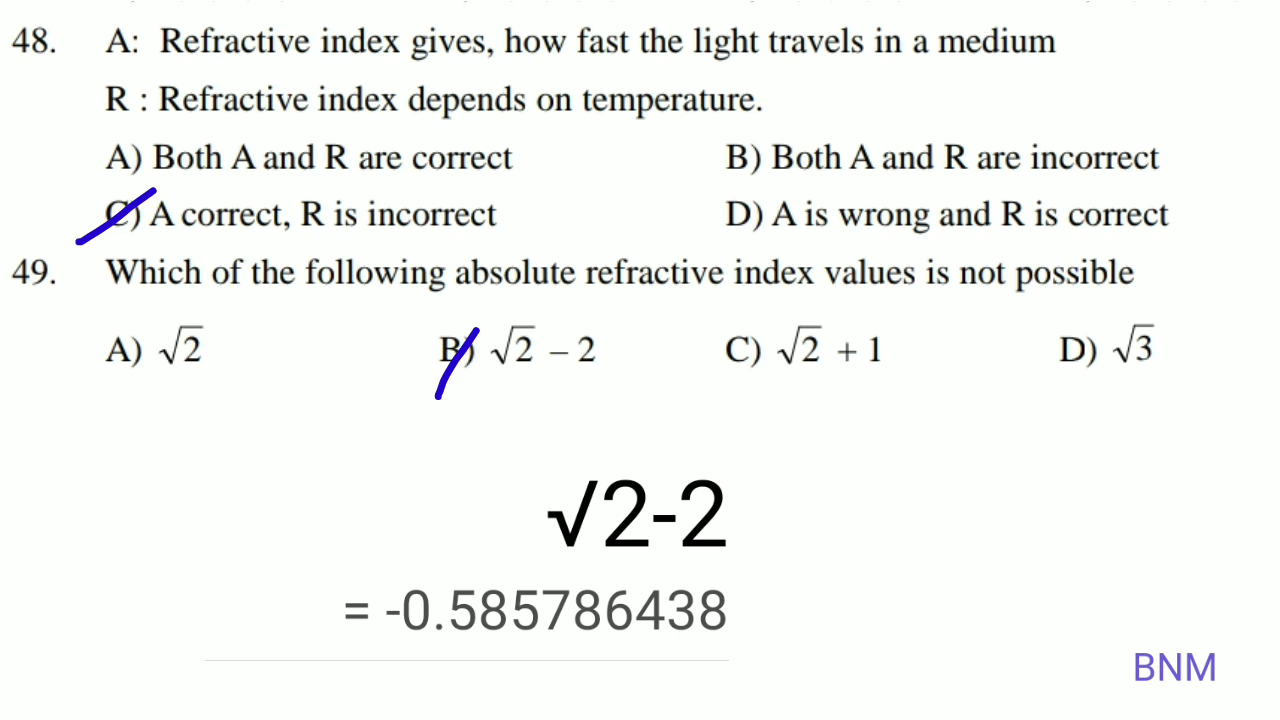 48. A: Refractive index gives, how fast the light travels in a medium
R : Refractive index depends on temperature.
A) Both A and R are correct B) Both A and R are incorrect
C) A correct, R is incorrect D) A is wrong and R is correct
49. Which of the following absolute refractive index values is not possible
A) √2 B) √2 – 2 C) √2 + 1 D) √3
√2-2
= -0.585786438
BNM